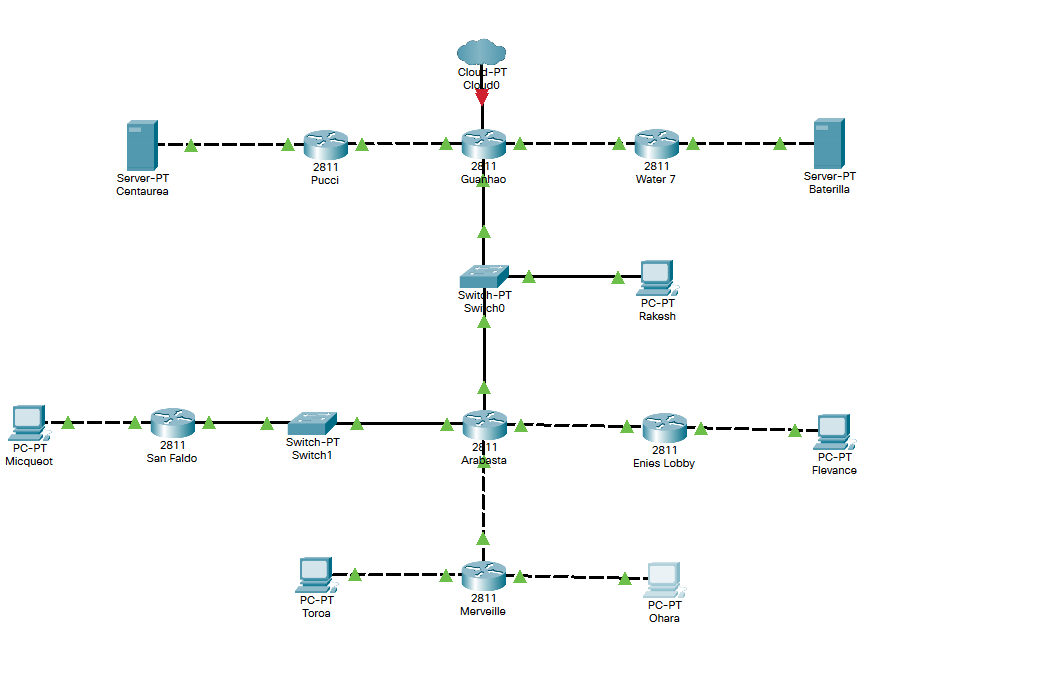 Cloud-PT
Cloud0
Server-PT
Centaurea
2811
Pucci
2811
Guanhao
2811
Water 7
Server-PT
Baterilla
Switch-PT
Switch0
PC-PT
Rakesh
PC-PT
Micqueot
2811
San Faldo
Switch-PT
Switch1
2811
Arabasta
2811
Enies Lobby
PC-PT
Flevance
PC-PT
Toroa
2811
Merveille
PC-PT
Ohara